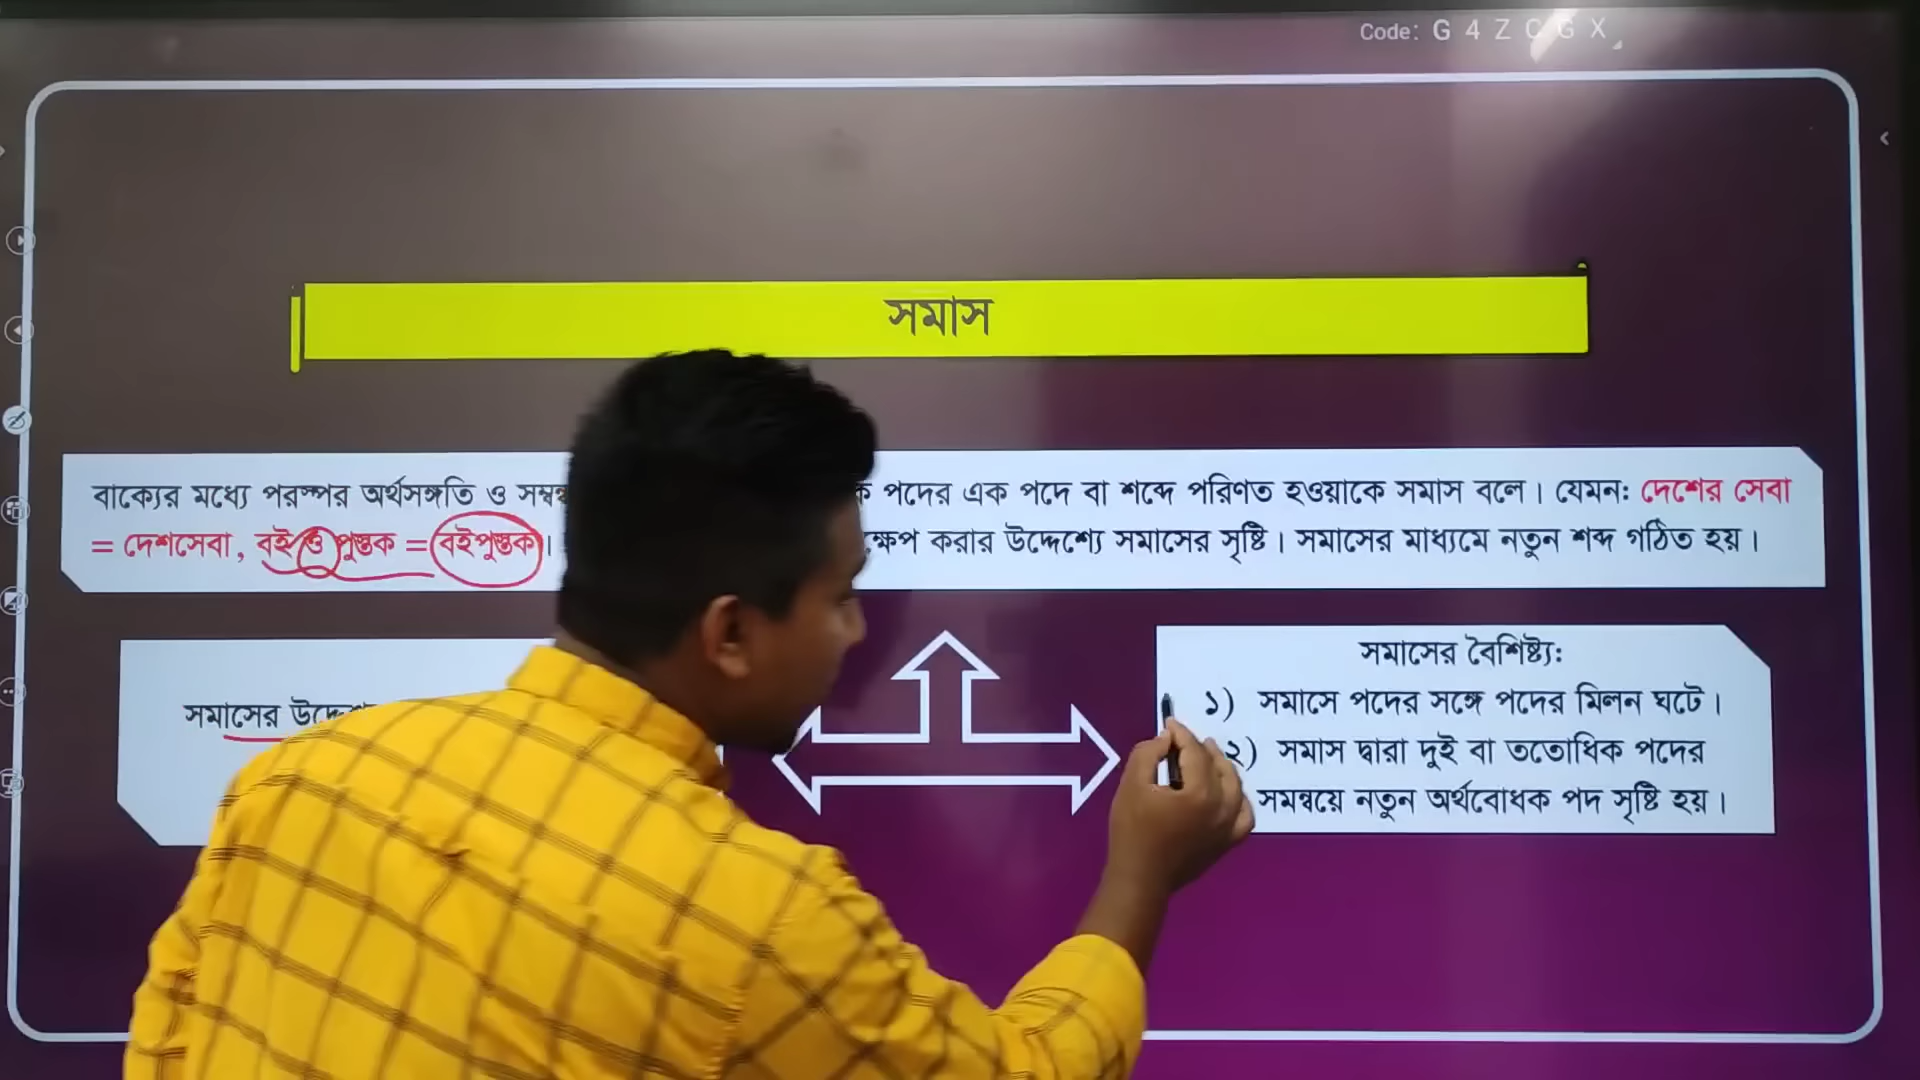 Code: G 4 Z C G X
সমাস
বাক্যের মধ্যে পরস্পর অর্থসঙ্গতি ও পদের এক পদে বা শব্দে পরিণত হওয়াকে সমাস বলে। যেমন: দেশের সেবা
= দেশসেবা, বই ও পুস্তক = বইপুস্তক। করার উদ্দেশ্যে সমাসের সৃষ্টি। সমাসের মাধ্যমে নতুন শব্দ গঠিত হয়।
সমাসের
সমাসের বৈশিষ্ট্য:
১) সমাসে পদের সঙ্গে পদের মিলন ঘটে।
২) সমাস দ্বারা দুই বা ততোধিক পদের
সমন্বয়ে নতুন অর্থবোধক পদ সৃষ্টি হয়।